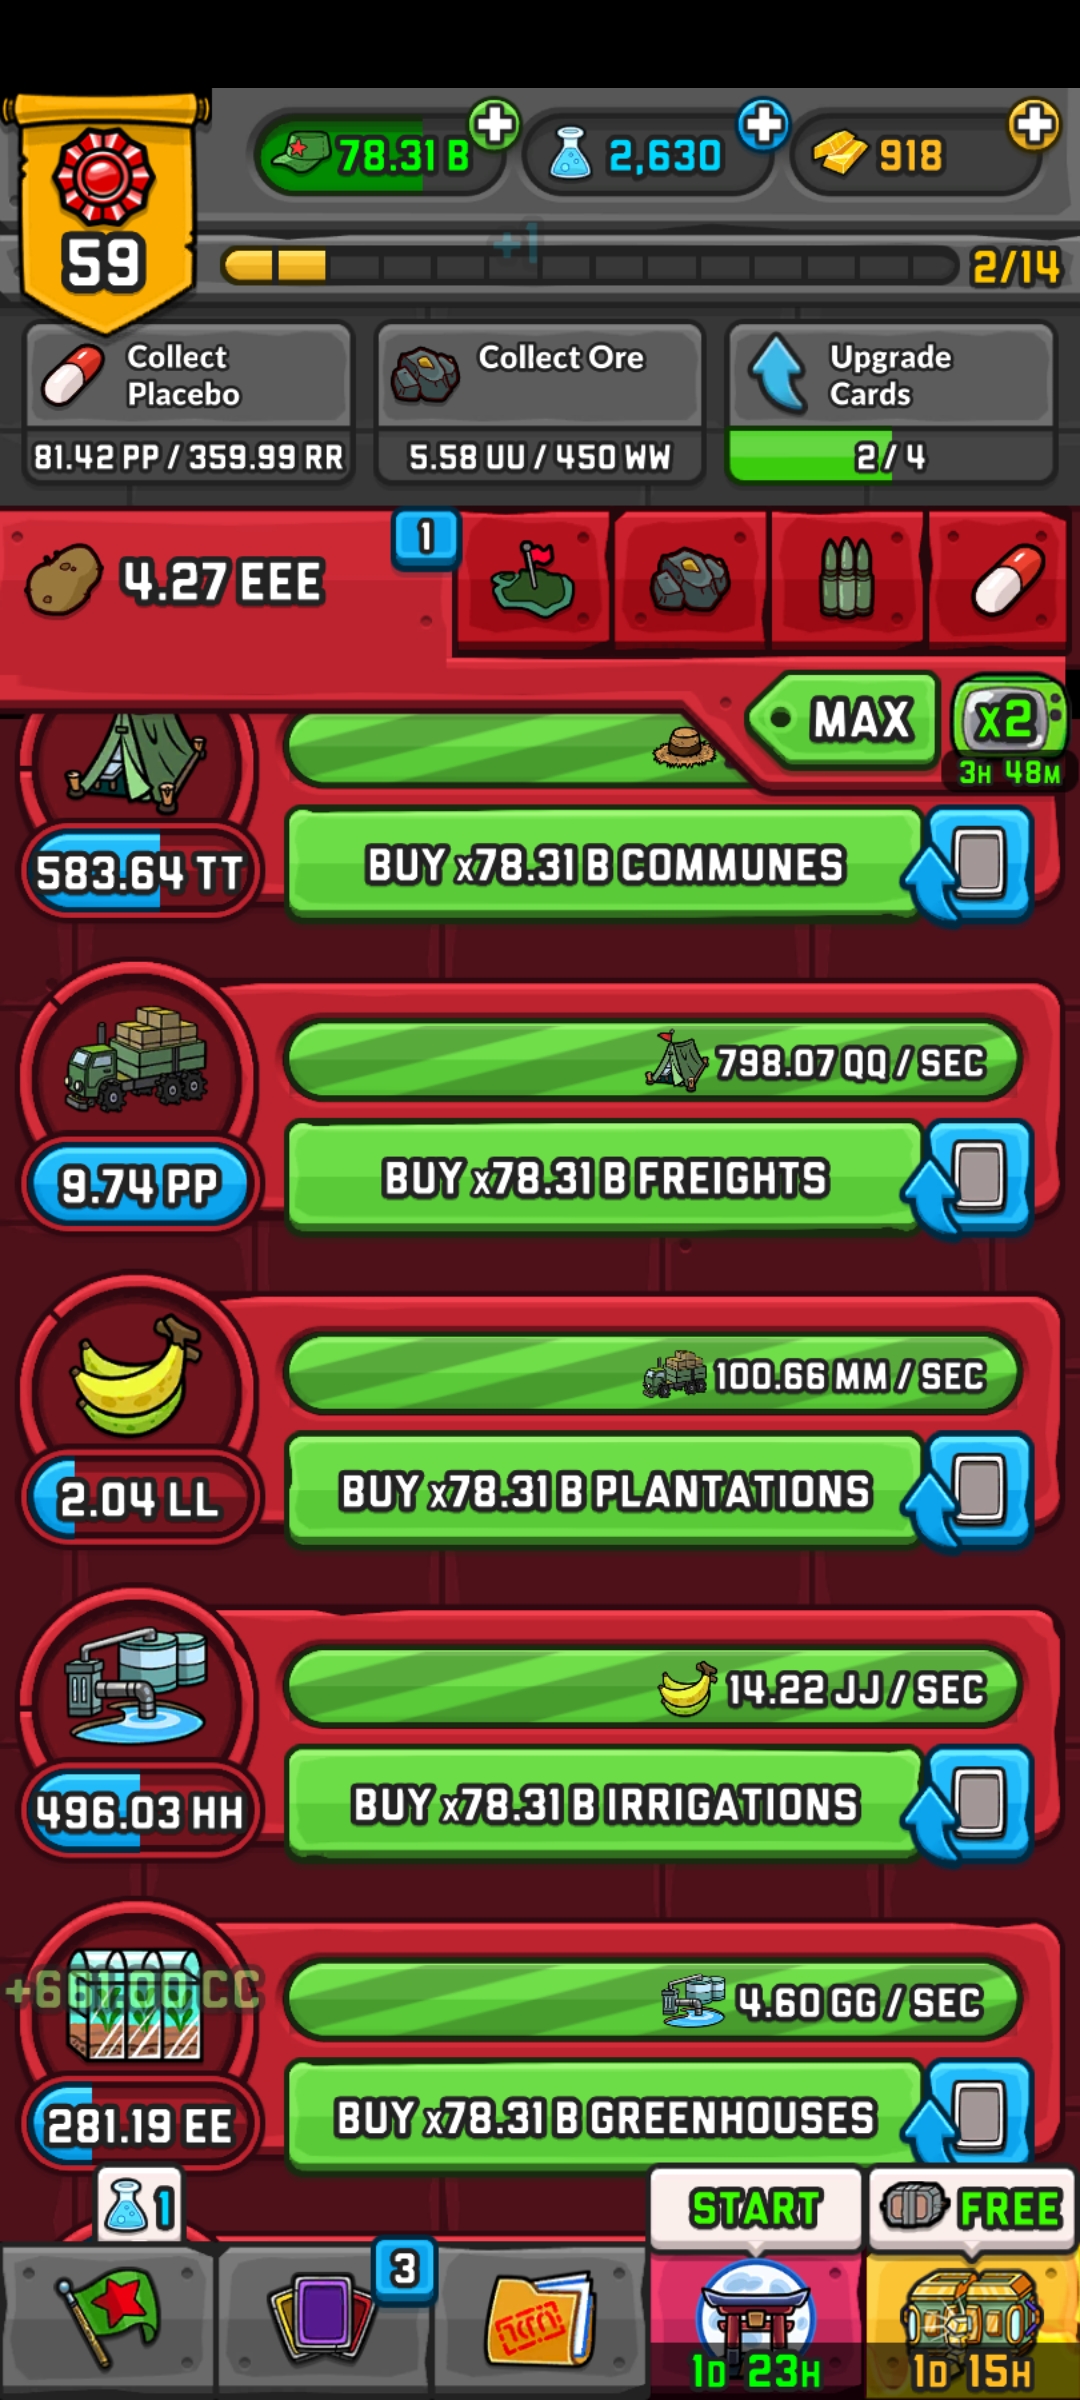 78.31 B
2,630
918
59
+1
2/14
Collect
Placebo
81.42 PP / 359.99 RR
Collect Ore
5.58 UU / 450 WW
Upgrade
Cards
2 / 4
4.27 EEE
1
MAX
x2
3H 48M
583.64 TT
BUY x78.31 B COMMUNES
798.07 QQ / SEC
9.74 PP
BUY x78.31 B FREIGHTS
100.66 MM / SEC
2.04 LL
BUY x78.31 B PLANTATIONS
14.22 JJ / SEC
496.03 HH
BUY x78.31 B IRRIGATIONS
4.60 GG / SEC
281.19 EE
BUY x78.31 B GREENHOUSES
1
START
FREE
3
1D 23H
1D 15H